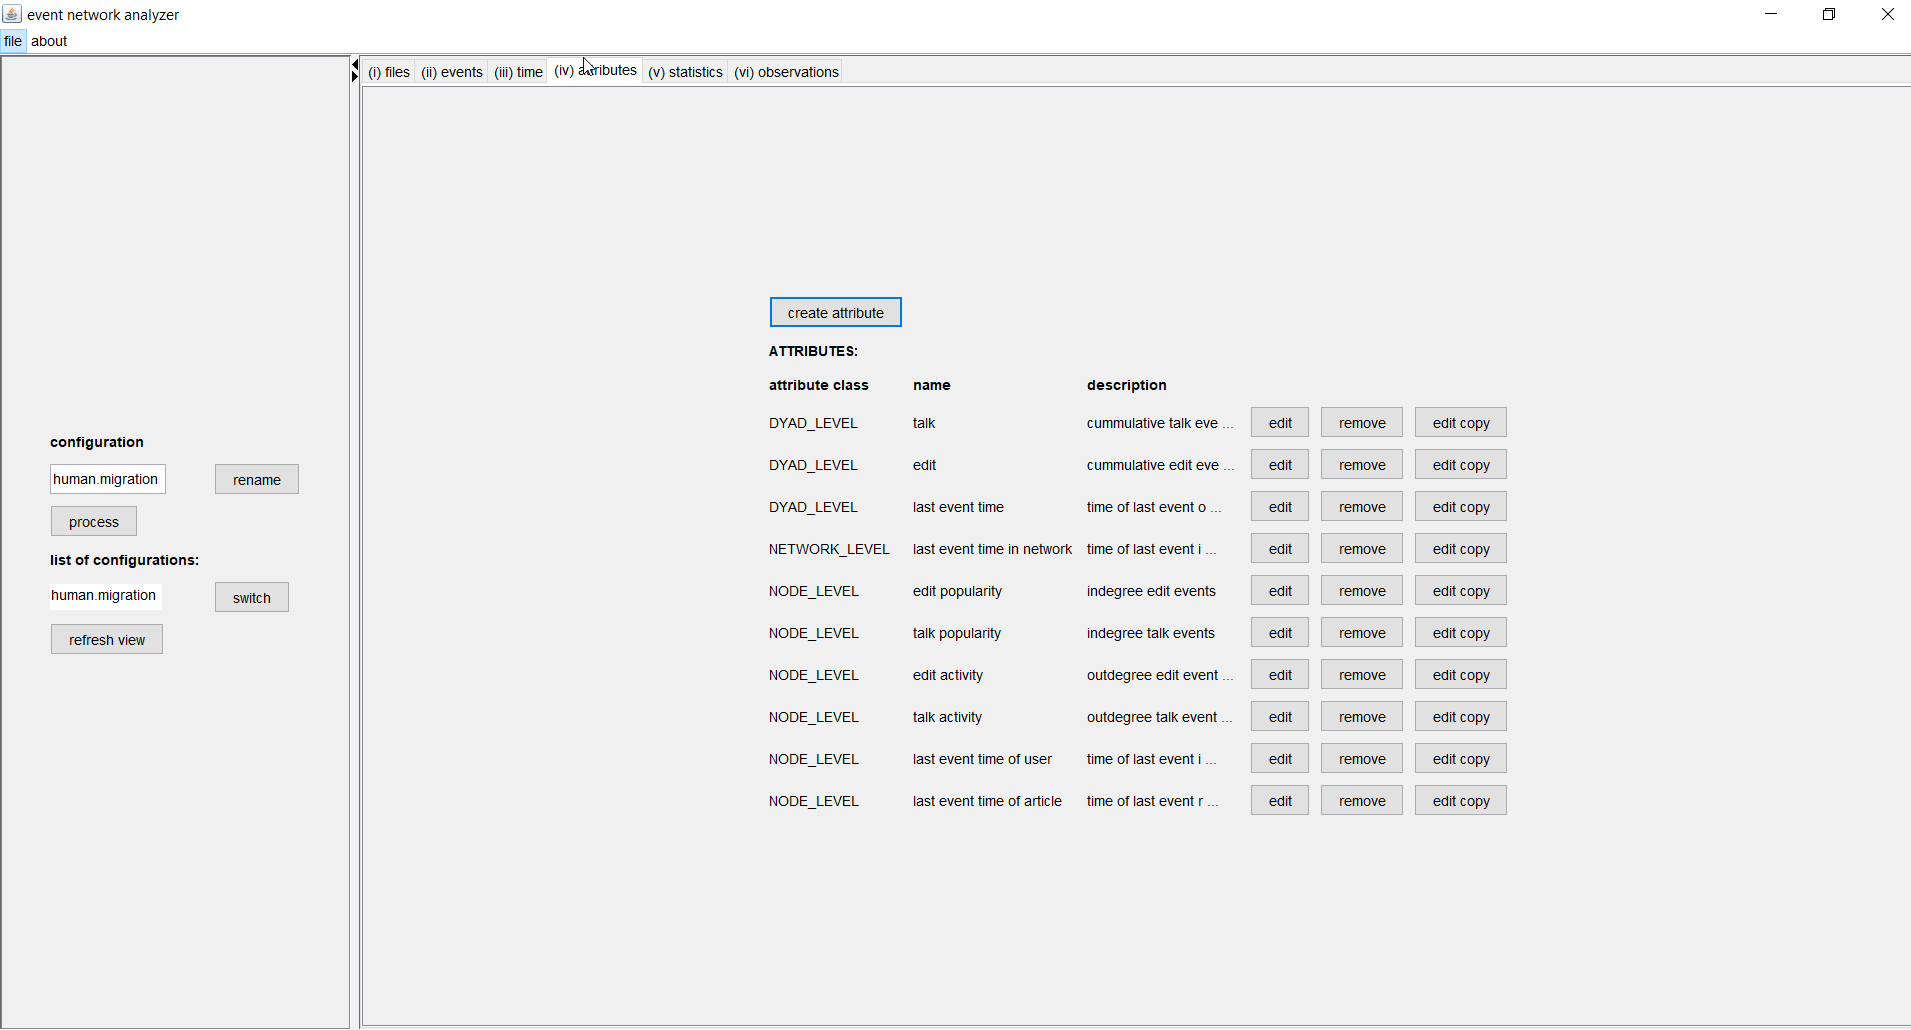 event network analyzer
file about
(i) files (ii) events (iii) time (iv) attributes (v) statistics (vi) observations
create attribute
ATTRIBUTES:
attribute class name description
DYAD_LEVEL talk cummulative talk eve ... edit remove edit copy
DYAD_LEVEL edit cummulative edit eve ... edit remove edit copy
DYAD_LEVEL last event time time of last event o ... edit remove edit copy
NETWORK_LEVEL last event time in network time of last event i ... edit remove edit copy
NODE_LEVEL edit popularity indegree edit events edit remove edit copy
NODE_LEVEL talk popularity indegree talk events edit remove edit copy
NODE_LEVEL edit activity outdegree edit event ... edit remove edit copy
NODE_LEVEL talk activity outdegree talk event ... edit remove edit copy
NODE_LEVEL last event time of user time of last event i ... edit remove edit copy
NODE_LEVEL last event time of article time of last event r ... edit remove edit copy
configuration
human.migration rename
process
list of configurations:
human.migration switch
refresh view